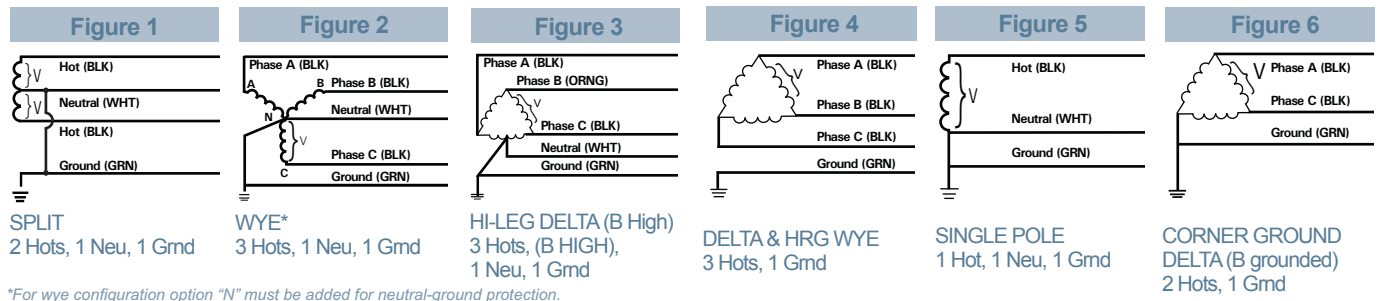 Figure 1
Hot (BLK)
V
Neutral (WHT)
V
Hot (BLK)
Ground (GRN)
SPLIT
2 Hots, 1 Neu, 1 Grnd
Figure 2
Phase A (BLK)
A
B
Phase B (BLK)
N
Neutral (WHT)
V
Phase C (BLK)
C
Ground (GRN)
WYE*
3 Hots, 1 Neu, 1 Grnd
Figure 3
Phase A (BLK)
Phase B (ORNG)
V
Phase C (BLK)
Neutral (WHT)
Ground (GRN)
HI-LEG DELTA (B High)
3 Hots, (B HIGH),
1 Neu, 1 Grnd
Figure 4
V
Phase A (BLK)
Phase B (BLK)
Phase C (BLK)
Ground (GRN)
DELTA & HRG WYE
3 Hots, 1 Grnd
Figure 5
Hot (BLK)
V
Neutral (WHT)
Ground (GRN)
SINGLE POLE
1 Hot, 1 Neu, 1 Grnd
Figure 6
V
Phase A (BLK)
Phase C (BLK)
Ground (GRN)
CORNER GROUND
DELTA (B grounded)
2 Hots, 1 Grnd
*For wye configuration option “N” must be added for neutral-ground protection.